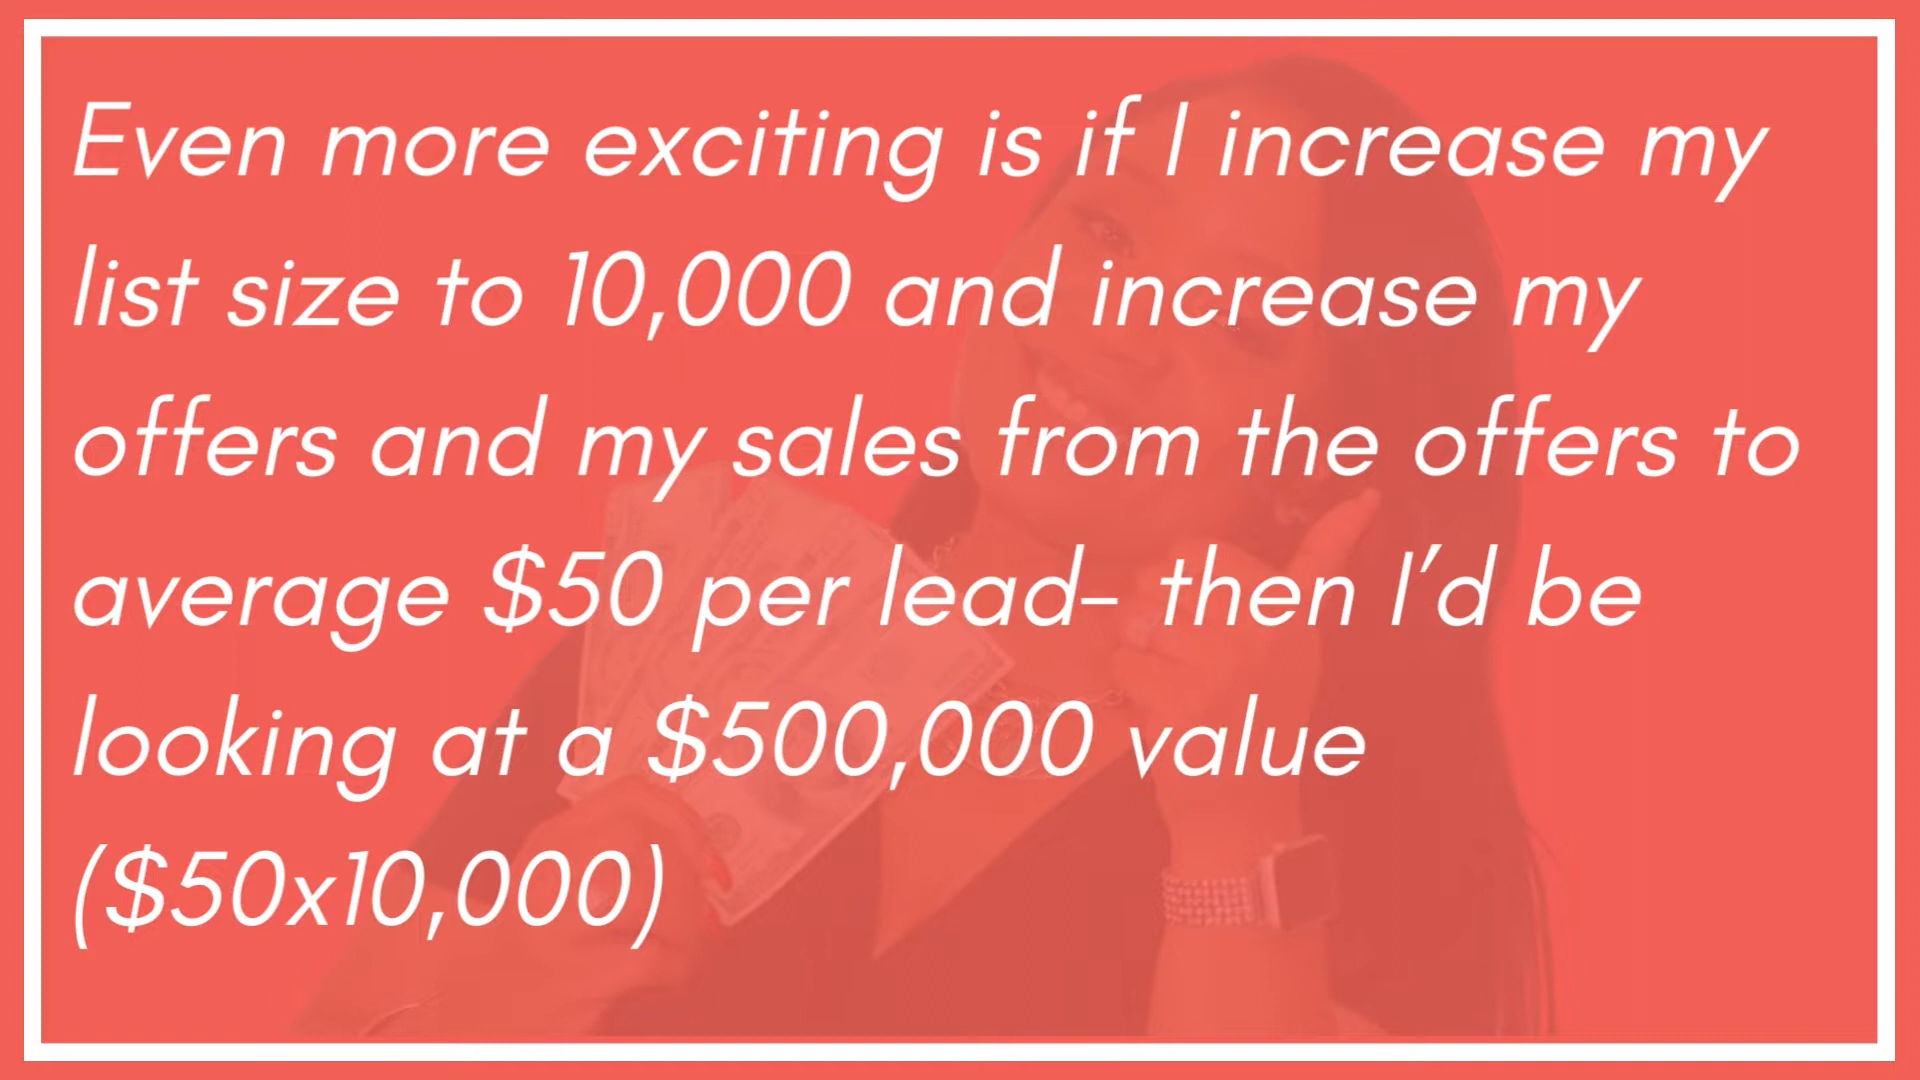 Even more exciting is if I increase my
list size to 10,000 and increase my
offers and my sales from the offers to
average $50 per lead– then I’d be
looking at a $500,000 value
($50x10,000)